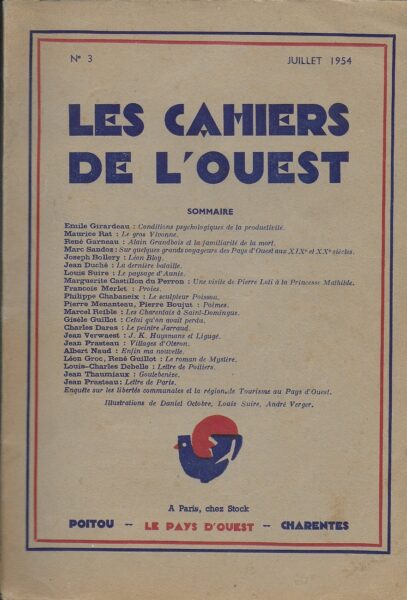 N° 3
JUILLET 1954
LES CAHIERS
DE L'OUEST
SOMMAIRE
Emile Girardeau : Conditions psychologiques de la productivité.
Maurice Rat : Le gros Vivonne.
René Garneau : Alain Grandbois et la familiarité de la mort.
Marc Sandoz : Sur quelques grands voyageurs des Pays d'Ouest aux XIXe et XXe siècles.
Joseph Bollery : Léon Bloy.
Jean Duché : La dernière bataille.
Louis Suire : Le paysage d'Aunis.
Marguerite Castillon du Perron : Une visite de Pierre Loti à la Princesse Mathilde.
Francois Merlet : Proies.
Philippe Chabaneix : Le sculpteur Poisson.
Pierre Menanteau, Pierre Boujut : Poèmes.
Marcel Reible : Les Charentais à Saint-Domingue.
Gisèle Guillot : Celui qu'on avait perdu.
Charles Daras : Le peintre Jarraud.
Jean Verwaest : J. K. Huysmans et Ligugé.
Jean Prasteau : Villages d'Oleron.
Albert Naud : Enfin ma nouvelle.
Léon Groc, René Guillot : Le roman de Mystère.
Louis-Charles Debelle : Lettre de Poitiers.
Jean Thaumiaux : Goulebenéze.
Jean Prasteau : Lettre de Paris.
Enquête sur les libertés communales et la région, le Tourisme au Pays d'Ouest.
Illustrations de Daniel Octobre, Louis Suire, André Verger.
A Paris, chez Stock
POITOU -- LE PAYS D'OUEST -- CHARENTES